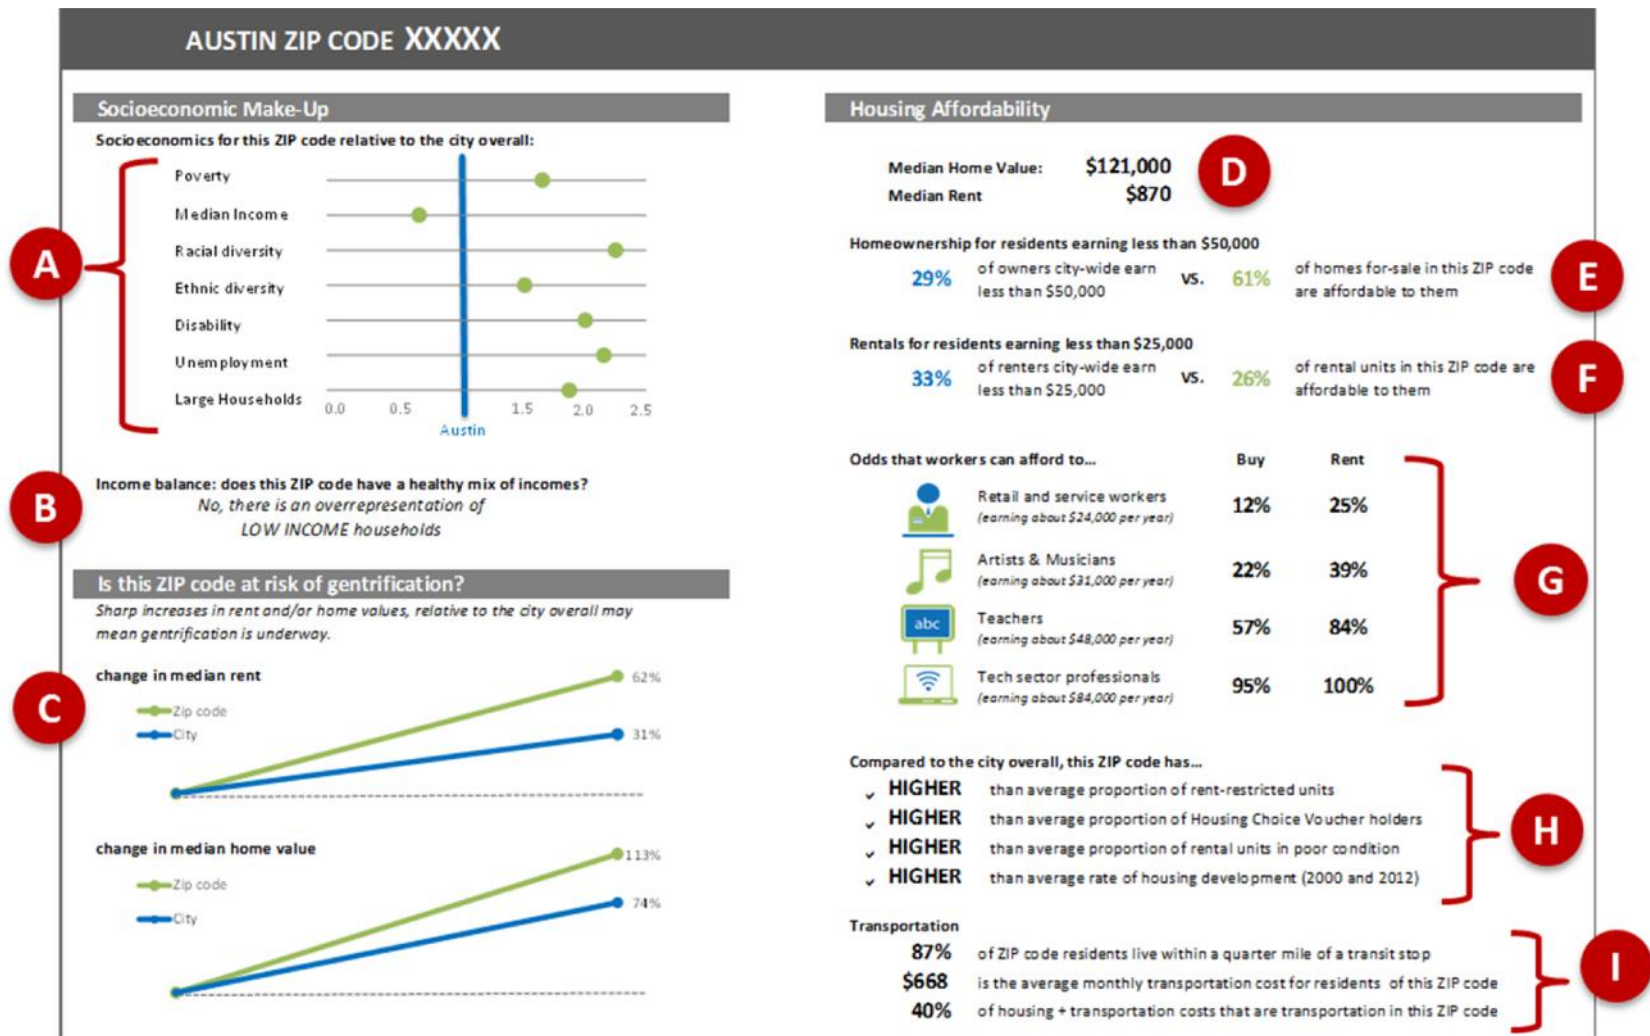 AUSTIN ZIP CODE XXXXX
Socioeconomic Make-Up
Socioeconomics for this ZIP code relative to the city overall:
A
Poverty
Median Income
Racial diversity
Ethnic diversity
Disability
Unemployment
Large Households
0.0 0.5 1.5 2.0 2.5
Austin
B
Income balance: does this ZIP code have a healthy mix of incomes?
No, there is an overrepresentation of
LOW INCOME households
Is this ZIP code at risk of gentrification?
Sharp increases in rent and/or home values, relative to the city overall may
mean gentrification is underway.
C
change in median rent
Zip code
City
62%
31%
change in median home value
Zip code
City
113%
74%
Housing Affordability
Median Home Value: $121,000
Median Rent $870
D
Homeownership for residents earning less than $50,000
29% of owners city-wide earn
less than $50,000
vs. 61% of homes for-sale in this ZIP code
are affordable to them
E
Rentals for residents earning less than $25,000
33% of renters city-wide earn
less than $25,000
vs. 26% of rental units in this ZIP code are
affordable to them
F
Odds that workers can afford to... Buy Rent
Retail and service workers
(earning about $24,000 per year)
12% 25%
Artists & Musicians
(earning about $31,000 per year)
22% 39%
abc
Teachers
(earning about $48,000 per year)
57% 84%
Tech sector professionals
(earning about $84,000 per year)
95% 100%
G
Compared to the city overall, this ZIP code has...
HIGHER than average proportion of rent-restricted units
HIGHER than average proportion of Housing Choice Voucher holders
HIGHER than average proportion of rental units in poor condition
HIGHER than average rate of housing development (2000 and 2012)
H
Transportation
87% of ZIP code residents live within a quarter mile of a transit stop
$668 is the average monthly transportation cost for residents of this ZIP code
40% of housing + transportation costs that are transportation in this ZIP code
I